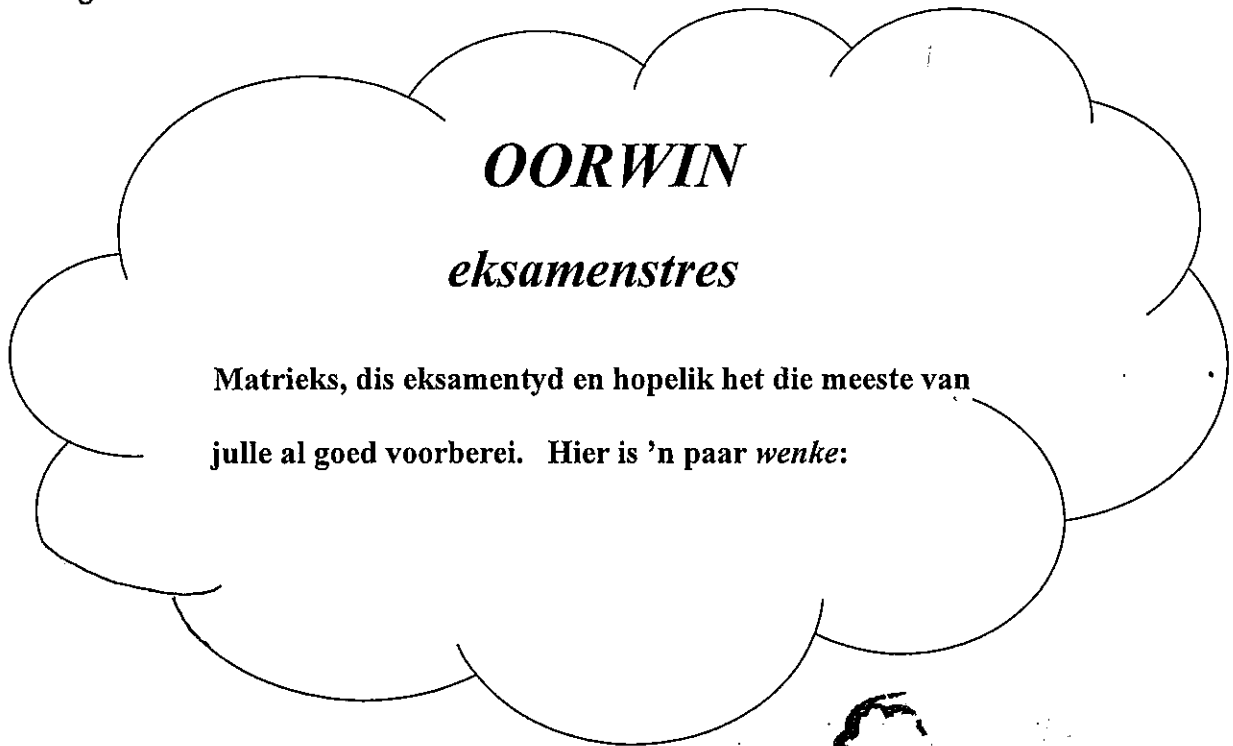 OORWIN
eksamenstres
Matrieks, dis eksamentyd en hopelik het die meeste van
julle al goed voorberei. Hier is 'n paar wenke: